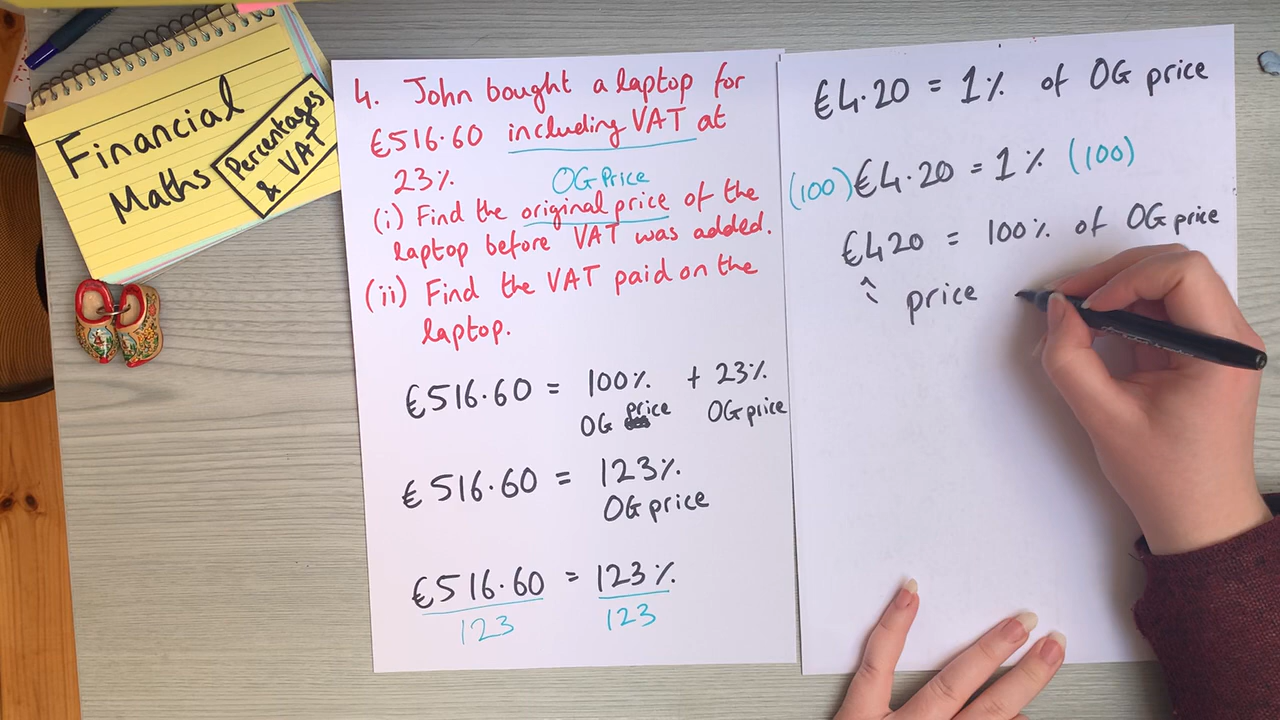 Financial
Maths
Percentages
& VAT
4. John bought a laptop for
€516.60 including VAT at
23%. OG Price
(i) Find the original price of the
laptop before VAT was added.
(ii) Find the VAT paid on the
laptop.
€516.60 = 100% + 23%.
OG price OG price
€516.60 = 123%.
OG price
€516.60 = 123%.
123 123
€4.20 = 1% of OG price
(100) €4.20 = 1% (100)
€420 = 100% of OG price
price